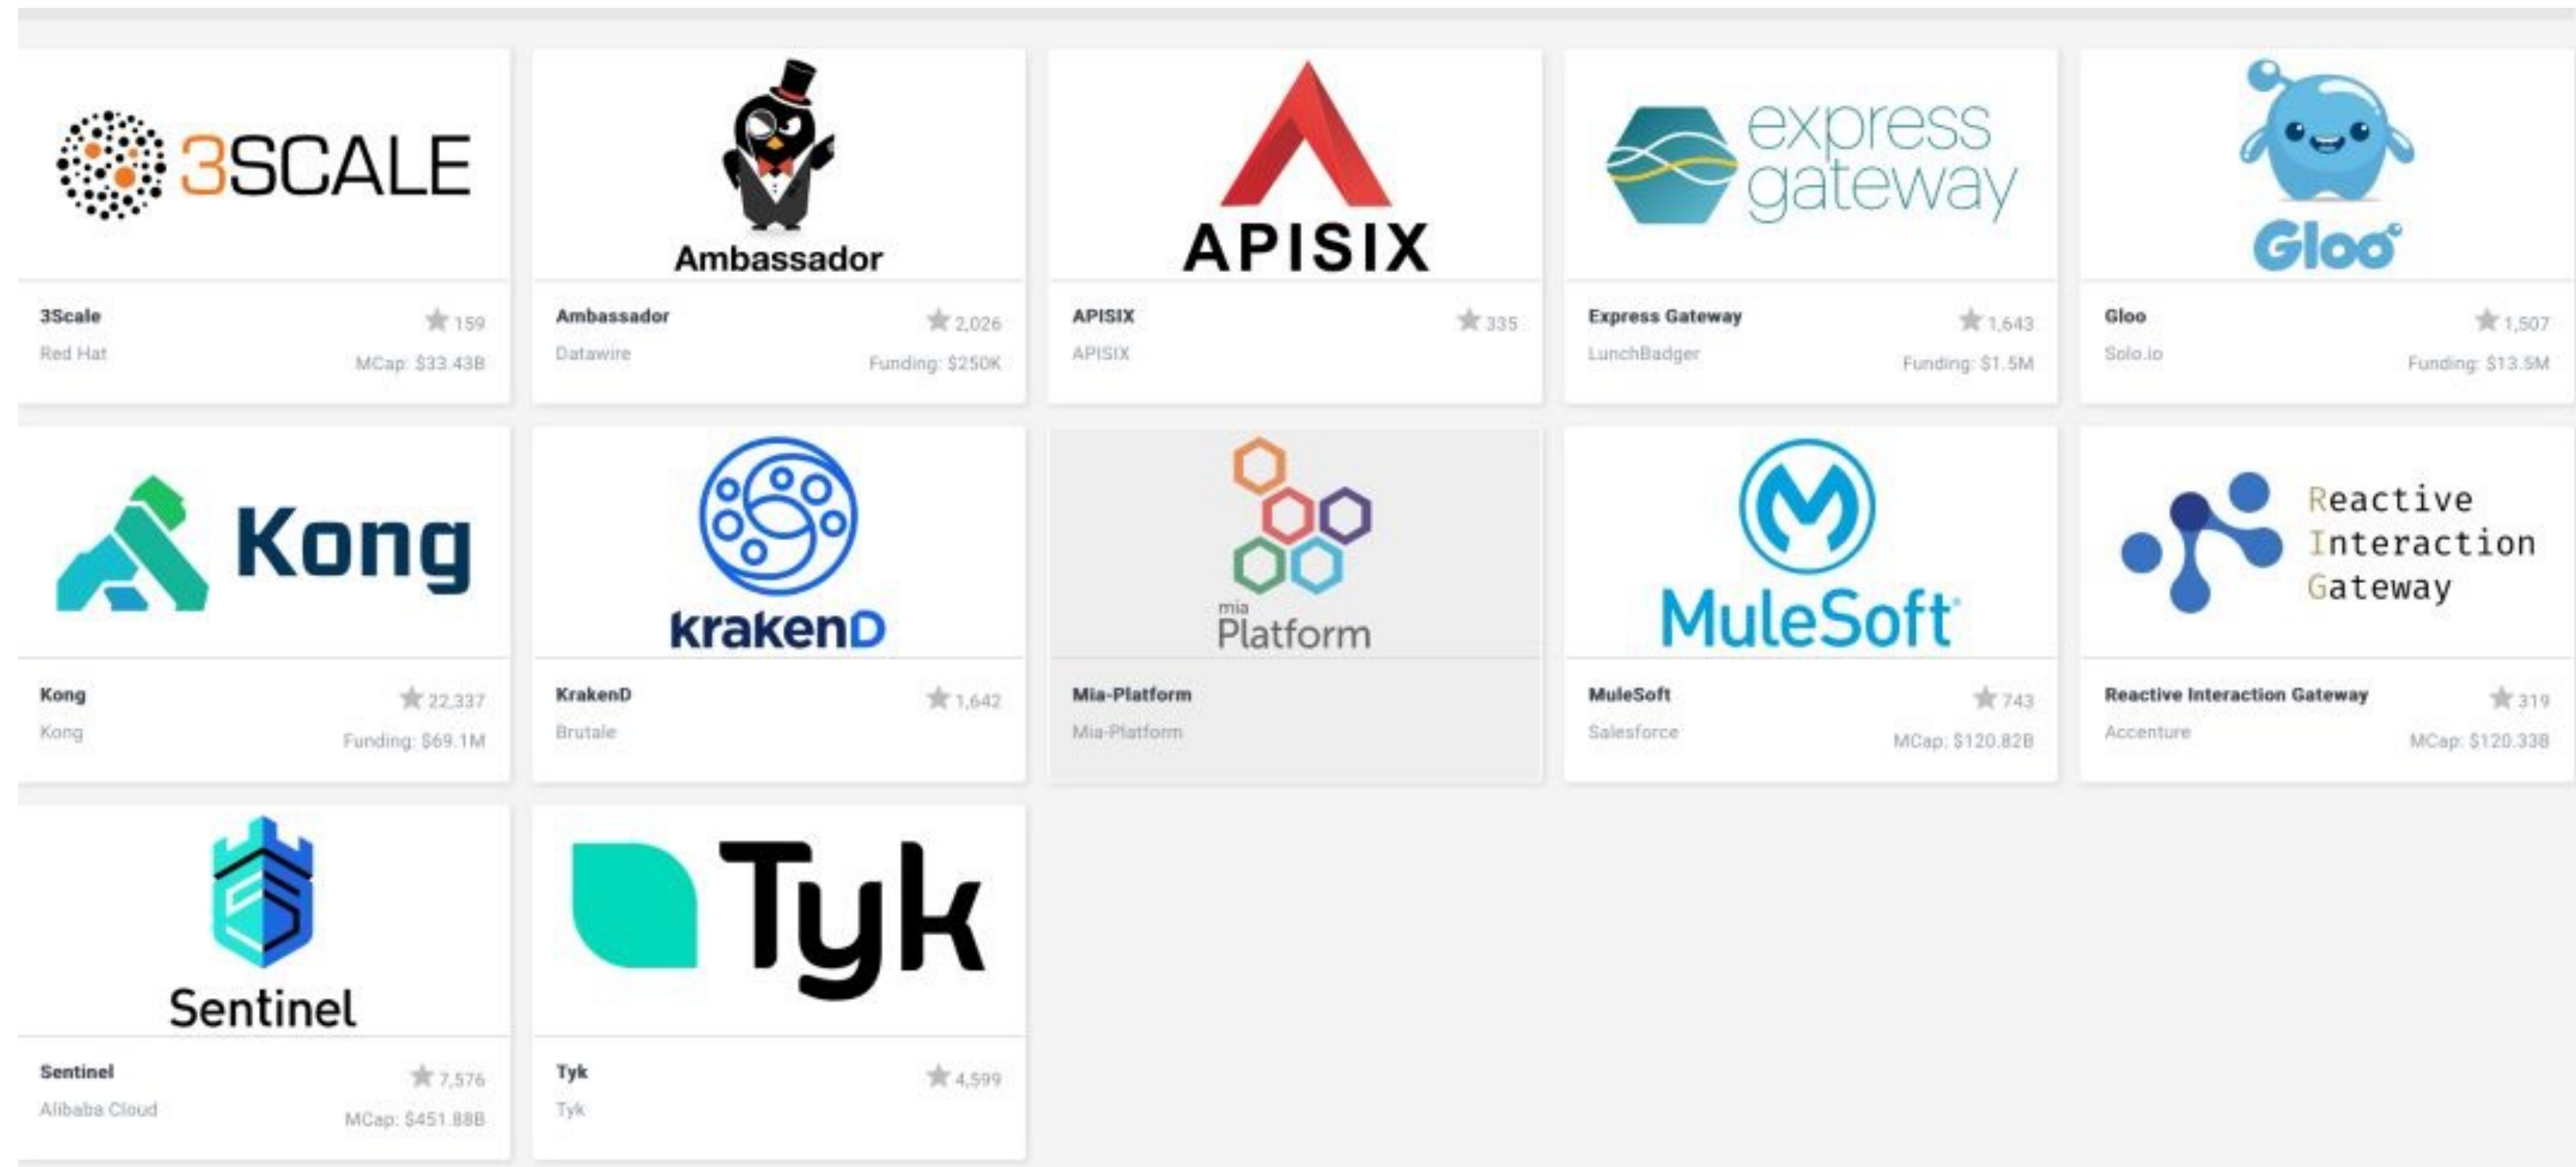 3SCALE
3Scale
159
Red Hat
MCap: $33.43B
Ambassador
Ambassador
2,026
Datawire
Funding: $250K
APISIX
APISIX
335
APISIX
express
gateway
Express Gateway
1,643
LunchBadger
Funding: $1.5M
Gloo
Gloo
1,507
Solo.io
Funding: $13.5M
Kong
Kong
22,337
Kong
Funding: $69.1M
krakenD
KrakenD
1,642
Brutale
mia
Platform
Mia-Platform
Mia-Platform
MuleSoft
MuleSoft
743
Salesforce
MCap: $120.82B
Reactive
Interaction
Gateway
Reactive Interaction Gateway
319
Accenture
MCap: $120.33B
Sentinel
Sentinel
7,576
Alibaba Cloud
MCap: $451.88B
Tyk
Tyk
4,599
Tyk